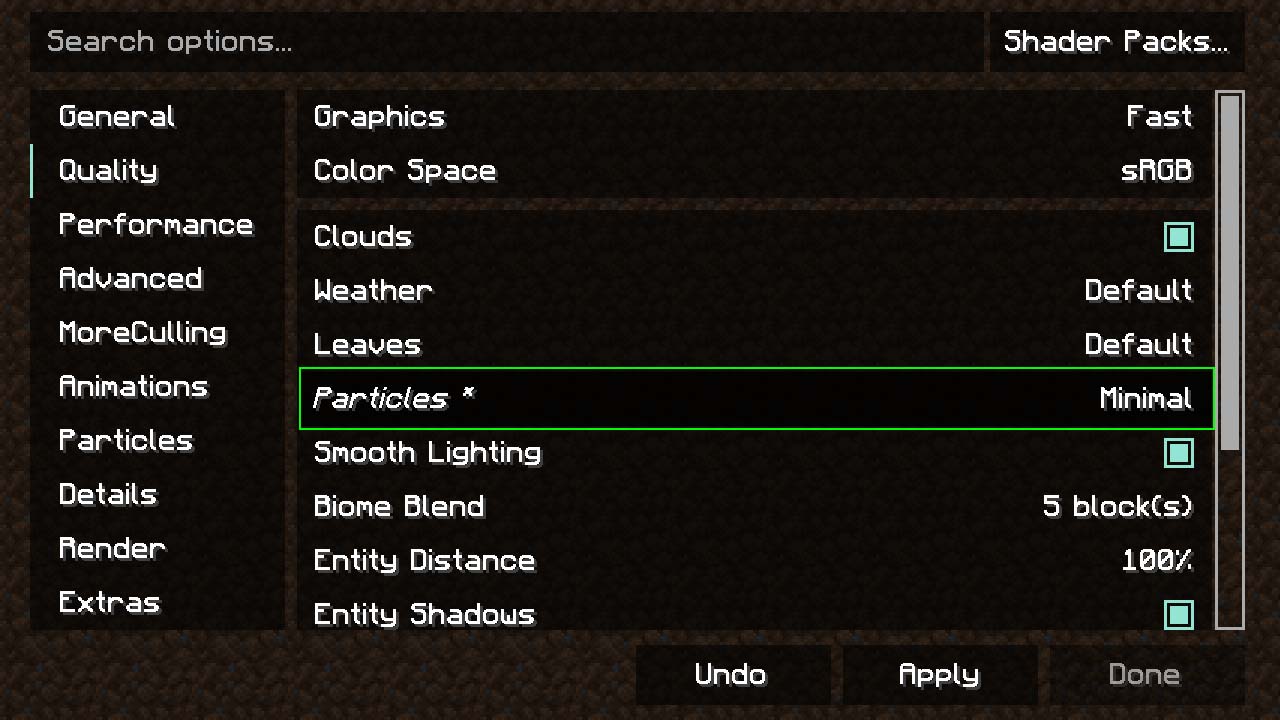 Search options...
Shader Packs...
General
Quality
Performance
Advanced
MoreCulling
Animations
Particles
Details
Render
Extras
Graphics Fast
Color Space sRGB
Clouds
Weather Default
Leaves Default
Particles * Minimal
Smooth Lighting
Biome Blend 5 block(s)
Entity Distance 100%
Entity Shadows
Undo
Apply
Done